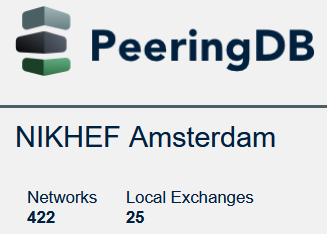 PeeringDB
NIKHEF Amsterdam
Networks Local Exchanges
422 25